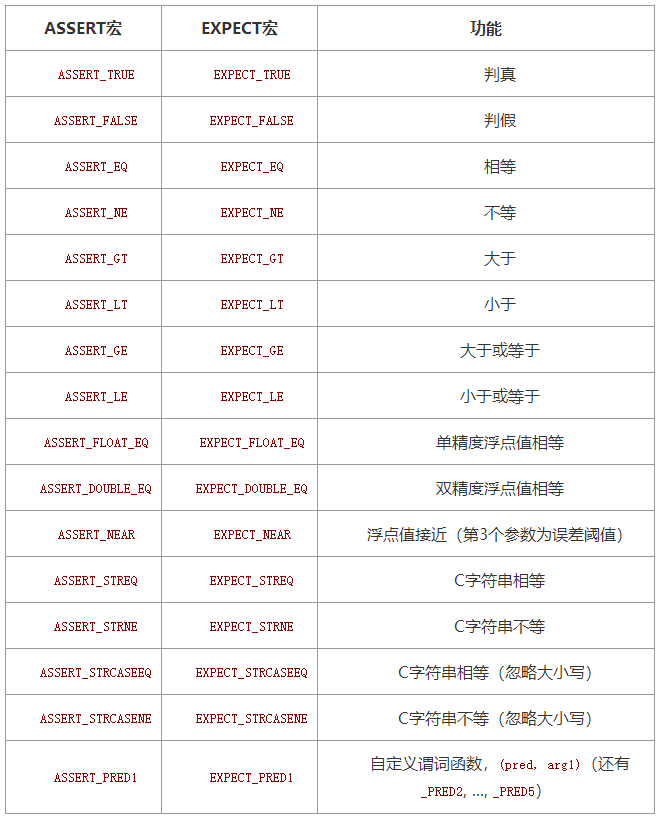 ASSERT宏 EXPECT宏 功能
ASSERT_TRUE EXPECT_TRUE 判真
ASSERT_FALSE EXPECT_FALSE 判假
ASSERT_EQ EXPECT_EQ 相等
ASSERT_NE EXPECT_NE 不等
ASSERT_GT EXPECT_GT 大于
ASSERT_LT EXPECT_LT 小于
ASSERT_GE EXPECT_GE 大于或等于
ASSERT_LE EXPECT_LE 小于或等于
ASSERT_FLOAT_EQ EXPECT_FLOAT_EQ 单精度浮点值相等
ASSERT_DOUBLE_EQ EXPECT_DOUBLE_EQ 双精度浮点值相等
ASSERT_NEAR EXPECT_NEAR 浮点值接近（第3个参数为误差阈值）
ASSERT_STREQ EXPECT_STREQ C字符串相等
ASSERT_STRNE EXPECT_STRNE C字符串不等
ASSERT_STRCASEEQ EXPECT_STRCASEEQ C字符串相等（忽略大小写）
ASSERT_STRCASENE EXPECT_STRCASENE C字符串不等（忽略大小写）
ASSERT_PRED1 EXPECT_PRED1 自定义谓词函数，(pred, arg1)（还有
_PRED2, ..., _PRED5）